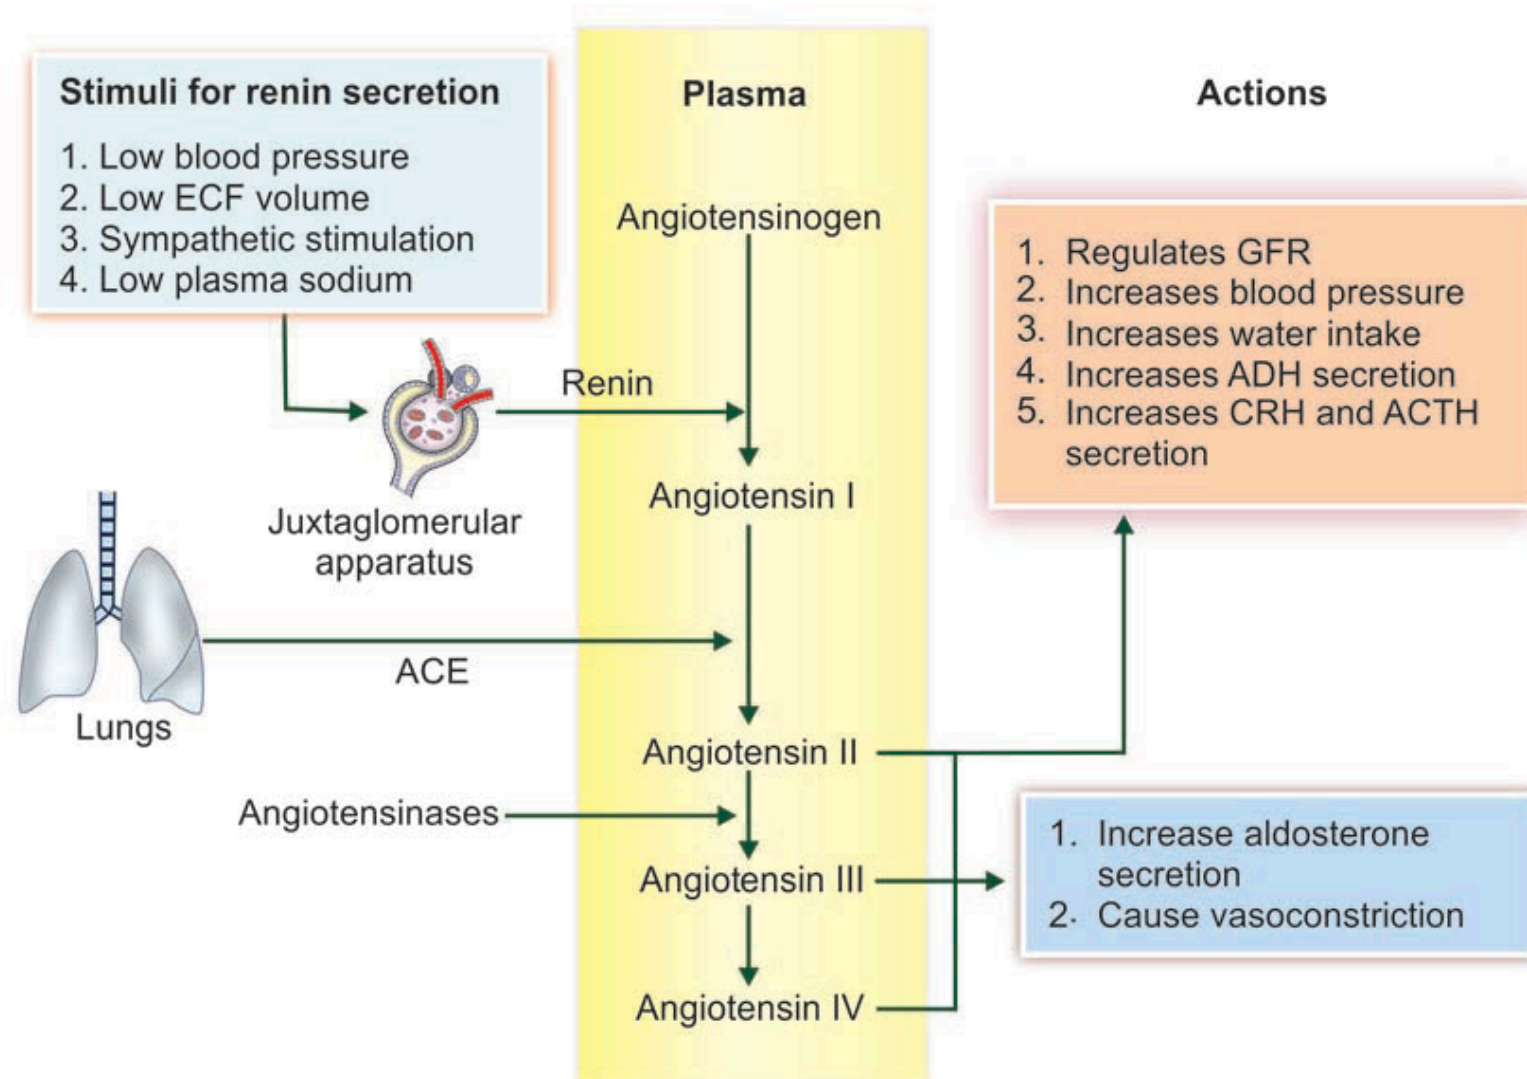 Stimuli for renin secretion
1. Low blood pressure
2. Low ECF volume
3. Sympathetic stimulation
4. Low plasma sodium
Plasma
Actions
Angiotensinogen
1. Regulates GFR
2. Increases blood pressure
3. Increases water intake
4. Increases ADH secretion
5. Increases CRH and ACTH
secretion
Renin
Juxtaglomerular
apparatus
Angiotensin I
ACE
Lungs
Angiotensin II
Angiotensinases
Angiotensin III
1. Increase aldosterone
secretion
2. Cause vasoconstriction
Angiotensin IV